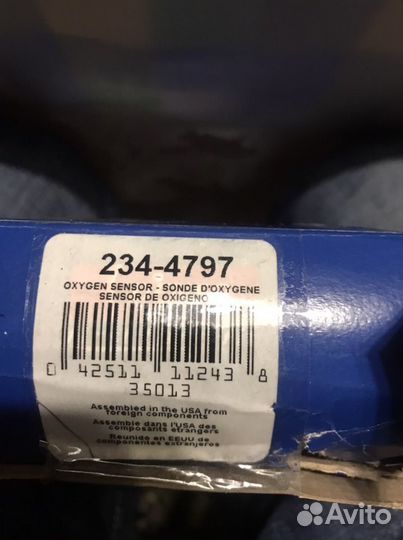 234-4797
OXYGEN SENSOR - SONDE D'OXYGENE
SENSOR DE OXIGENO
0 42511 11243 8
35013
Assembled in the USA from
foreign components
Assemble dans l'USA des
composants etrangers
Reunido en EEUU de
componentes extranjeros
Avito